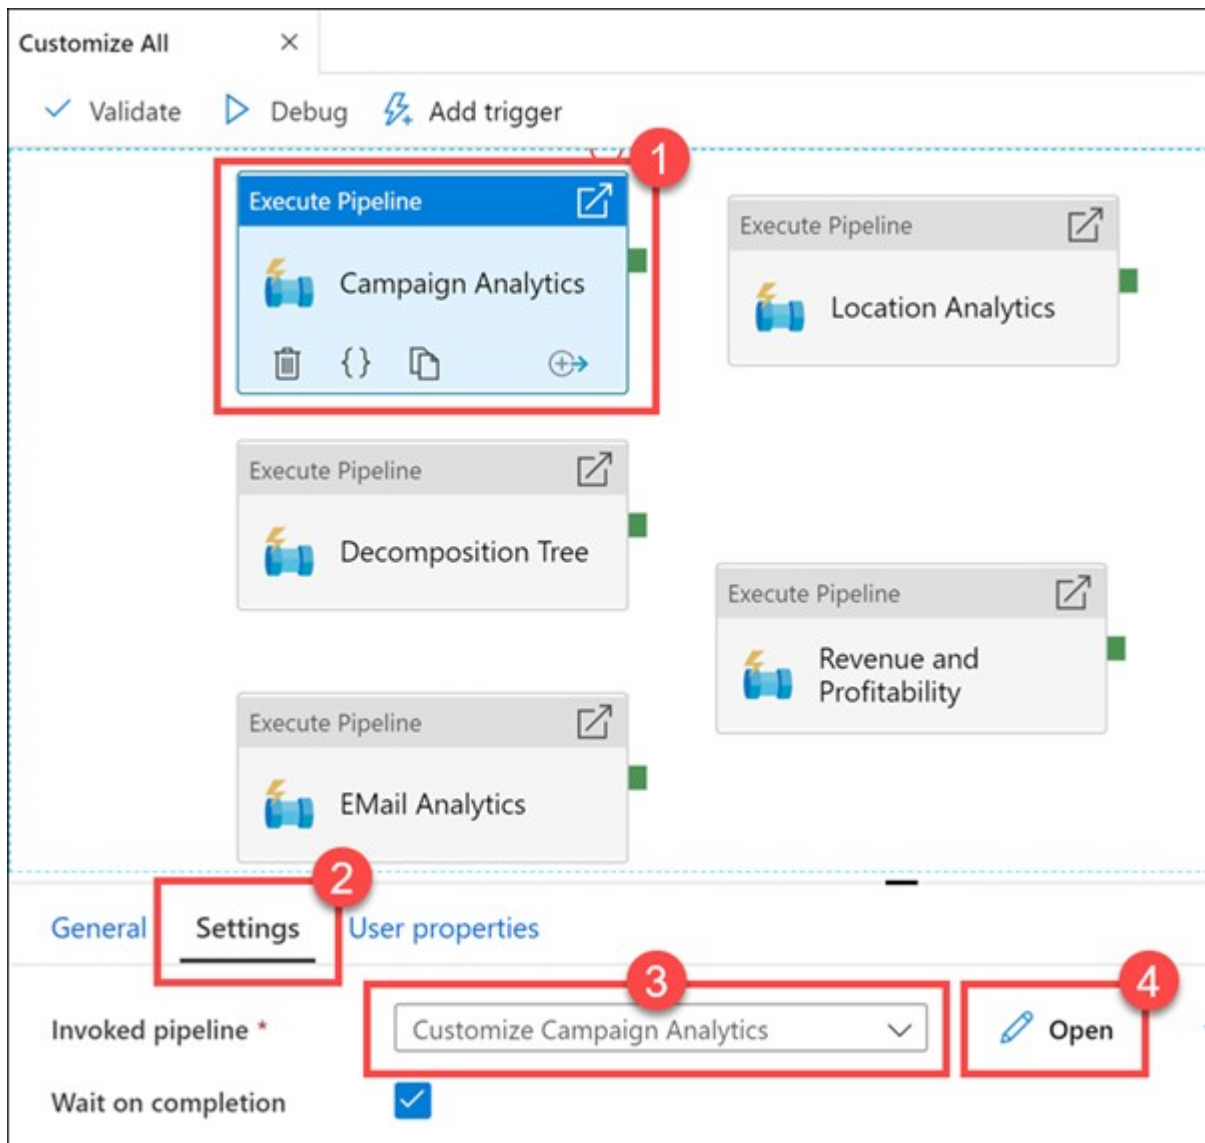 Customize All
Validate Debug Add trigger
1
Execute Pipeline
Campaign Analytics
Execute Pipeline
Location Analytics
Execute Pipeline
Decomposition Tree
Execute Pipeline
Revenue and
Profitability
Execute Pipeline
EMail Analytics
2
General Settings User properties
3
4
Invoked pipeline * Customize Campaign Analytics Open
Wait on completion